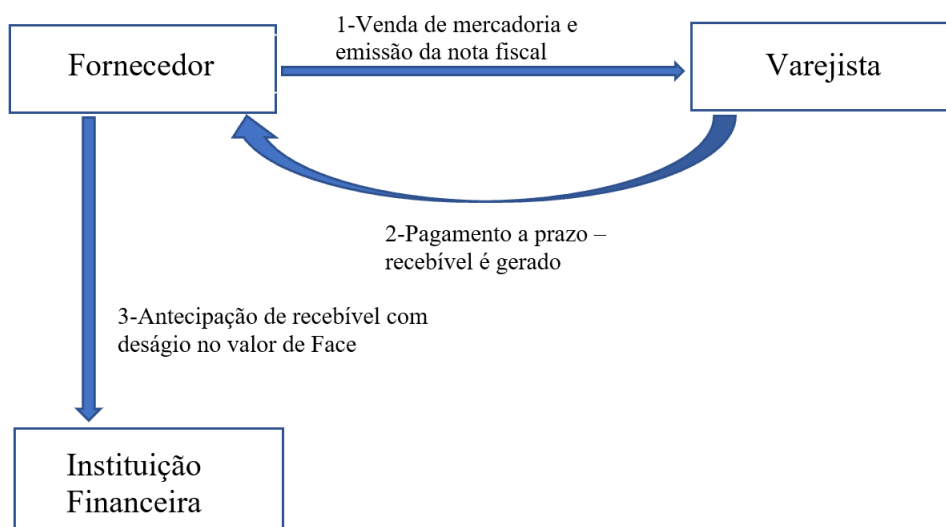 1-Venda de mercadoria e
emissão da nota fiscal
Fornecedor
Varejista
2-Pagamento a prazo –
recebível é gerado
3-Antecipação de recebível com
deságio no valor de Face
Instituição
Financeira